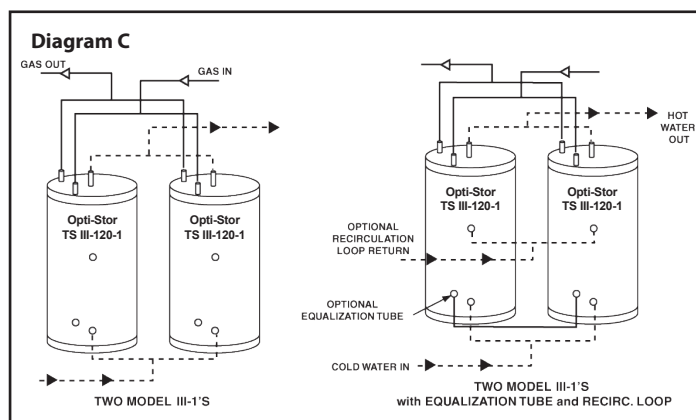 Diagram C
GAS OUT
GAS IN
Opti-Stor
TS III-120-1
Opti-Stor
TS III-120-1
TWO MODEL III-1'S
HOT
WATER
OUT
Opti-Stor
TS III-120-1
Opti-Stor
TS III-120-1
OPTIONAL
RECIRCULATION
LOOP RETURN
OPTIONAL
EQUALIZATION TUBE
COLD WATER IN
TWO MODEL III-1'S
with EQUALIZATION TUBE and RECIRC. LOOP